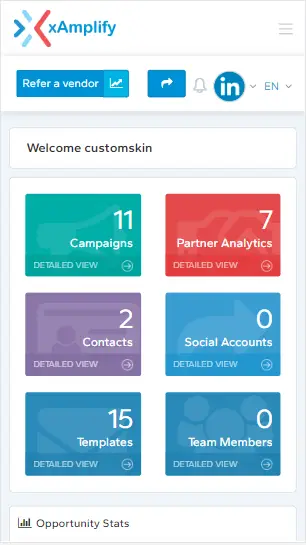 xAmplify
Refer a vendor
in
EN
Welcome customskin
11
Campaigns
DETAILED VIEW
7
Partner Analytics
DETAILED VIEW
2
Contacts
DETAILED VIEW
0
Social Accounts
DETAILED VIEW
15
Templates
DETAILED VIEW
0
Team Members
DETAILED VIEW
Opportunity Stats